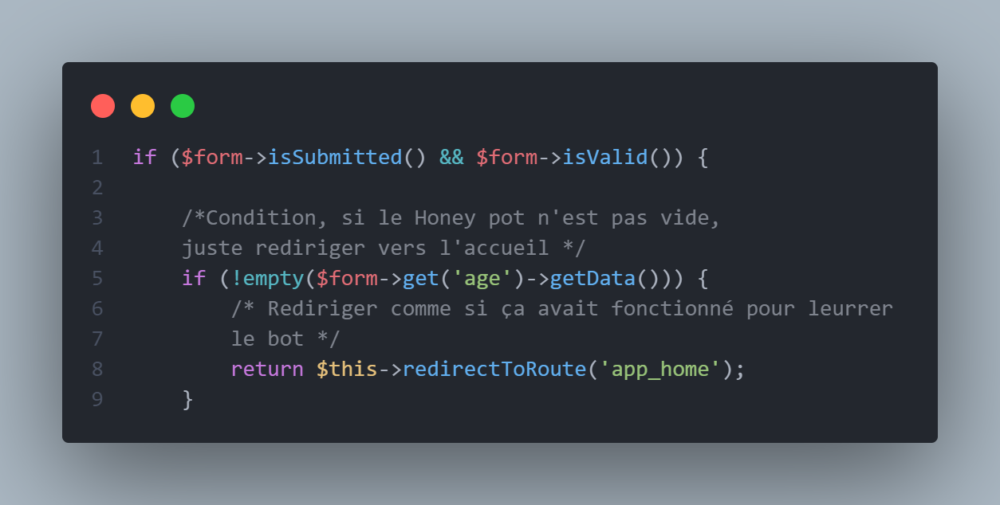 1 if ($form->isSubmitted() && $form->isValid()) {
2
3 /*Condition, si le Honey pot n'est pas vide,
4 juste rediriger vers l'accueil */
5 if (!empty($form->get('age')->getData())) {
6 /* Rediriger comme si ça avait fonctionné pour leurrer
7 le bot */
8 return $this->redirectToRoute('app_home');
9 }